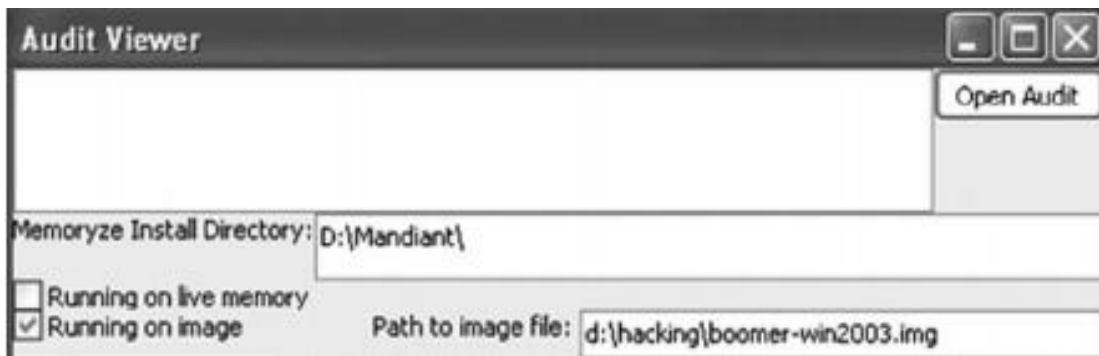 Audit Viewer
Open Audit
Memoryze Install Directory: D:\Mandiant\
Running on live memory
Running on image Path to image file: d:\hacking\boomer-win2003.img